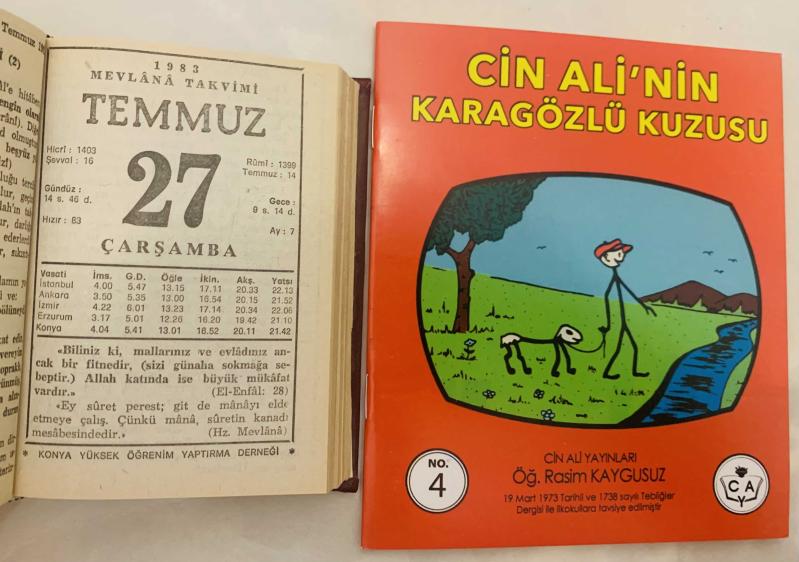 Temmuz 19
İ (2)
1983
MEVLÂNÂ TAKVİMİ
TEMMUZ
Hicrî : 1403
Şevval : 16
Rûmî : 1399
Temmuz : 14
27
Gündüz :
14 s. 46 d.
Gece :
9 s. 14 d.
Hızır : 83
Ay : 7
ÇARŞAMBA
Vasati İms. G.D. Öğle İkin. Akş. Yatsı
İstanbul 4.00 5.47 13.15 17.11 20.33 22.13
Ankara 3.50 5.35 13.00 16.54 20.15 21.52
İzmir 4.22 6.01 13.23 17.14 20.34 22.06
Erzurum 3.17 5.01 12.26 16.20 19.42 21.10
Konya 4.04 5.41 13.01 16.52 20.11 21.42
«Biliniz ki, mallarınız ve evlâdınız an-
cak bir fitnedir, (sizi günaha sokmağa se-
beptir.) Allah katında ise büyük mükâfat
vardır.» (El-Enfâl: 28)
«Ey sûret perest; git de mânâyı elde
etmeye çalış. Çünkü mânâ, sûretin kanadı
mesâbesindedir.» (Hz. Mevlânâ)
* KONYA YÜKSEK ÖĞRENİM YAPTIRMA DERNEĞİ *
CİN ALİ'NİN
KARAGÖZLÜ KUZUSU
CİN ALİ YAYINLARI
Öğ. Rasim KAYGUSUZ
19 Mart 1973 Tarihli ve 1738 sayılı Tebliğler
Dergisi ile ilkokullara tavsiye edilmiştir
NO.
4
C A
Y